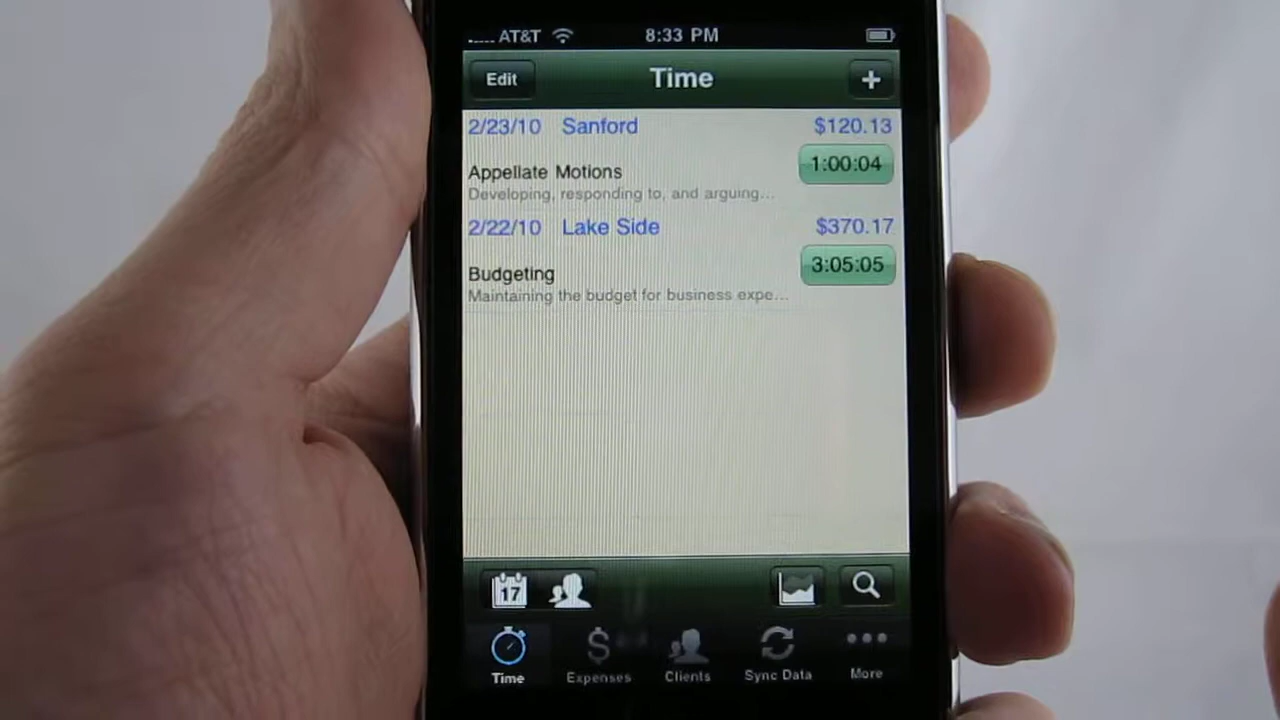 AT&T 8:33 PM
Edit Time +
2/23/10 Sanford $120.13
1:00:04
Appellate Motions
Developing, responding to, and arguing...
2/22/10 Lake Side $370.17
3:05:05
Budgeting
Maintaining the budget for business expe...
17
$
Time Expenses Clients Sync Data More